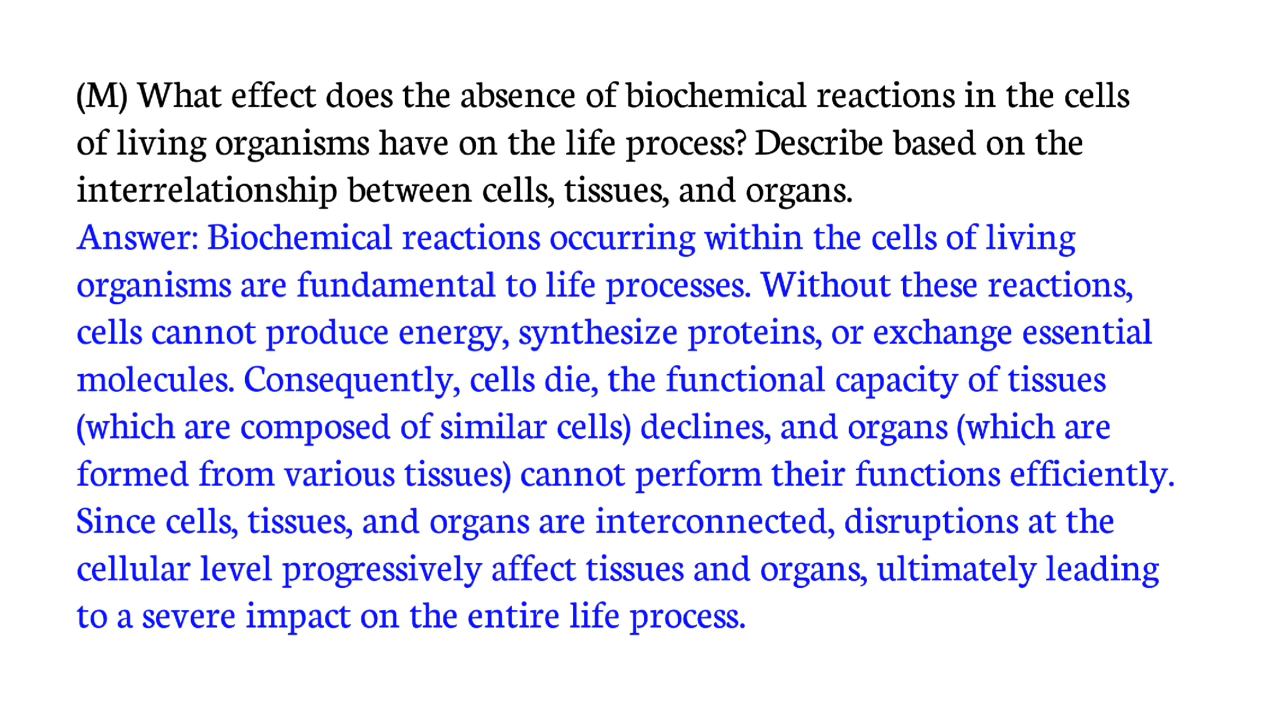 (M) What effect does the absence of biochemical reactions in the cells
of living organisms have on the life process? Describe based on the
interrelationship between cells, tissues, and organs.
Answer: Biochemical reactions occurring within the cells of living
organisms are fundamental to life processes. Without these reactions,
cells cannot produce energy, synthesize proteins, or exchange essential
molecules. Consequently, cells die, the functional capacity of tissues
(which are composed of similar cells) declines, and organs (which are
formed from various tissues) cannot perform their functions efficiently.
Since cells, tissues, and organs are interconnected, disruptions at the
cellular level progressively affect tissues and organs, ultimately leading
to a severe impact on the entire life process.